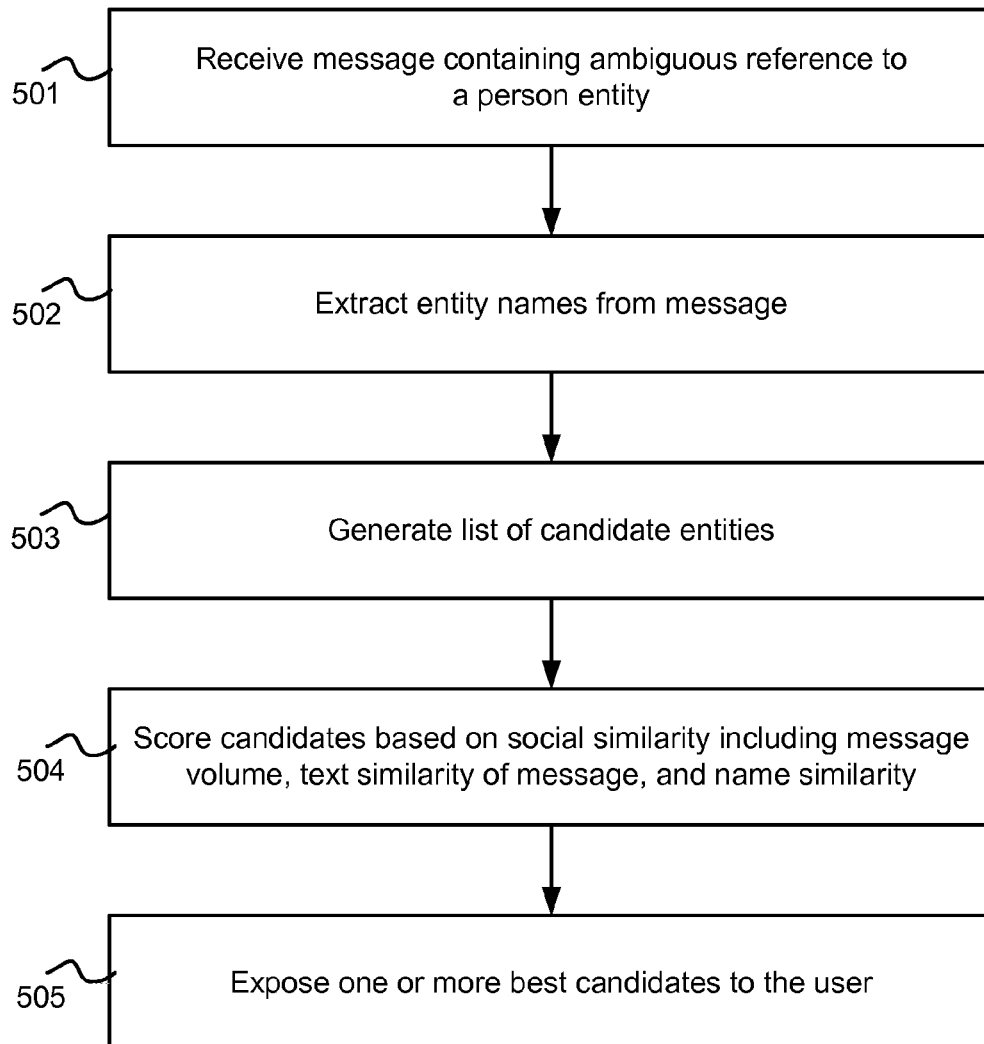 Receive message containing ambiguous reference to
a person entity
501
Extract entity names from message
502
Generate list of candidate entities
503
Score candidates based on social similarity including message
volume, text similarity of message, and name similarity
504
Expose one or more best candidates to the user
505